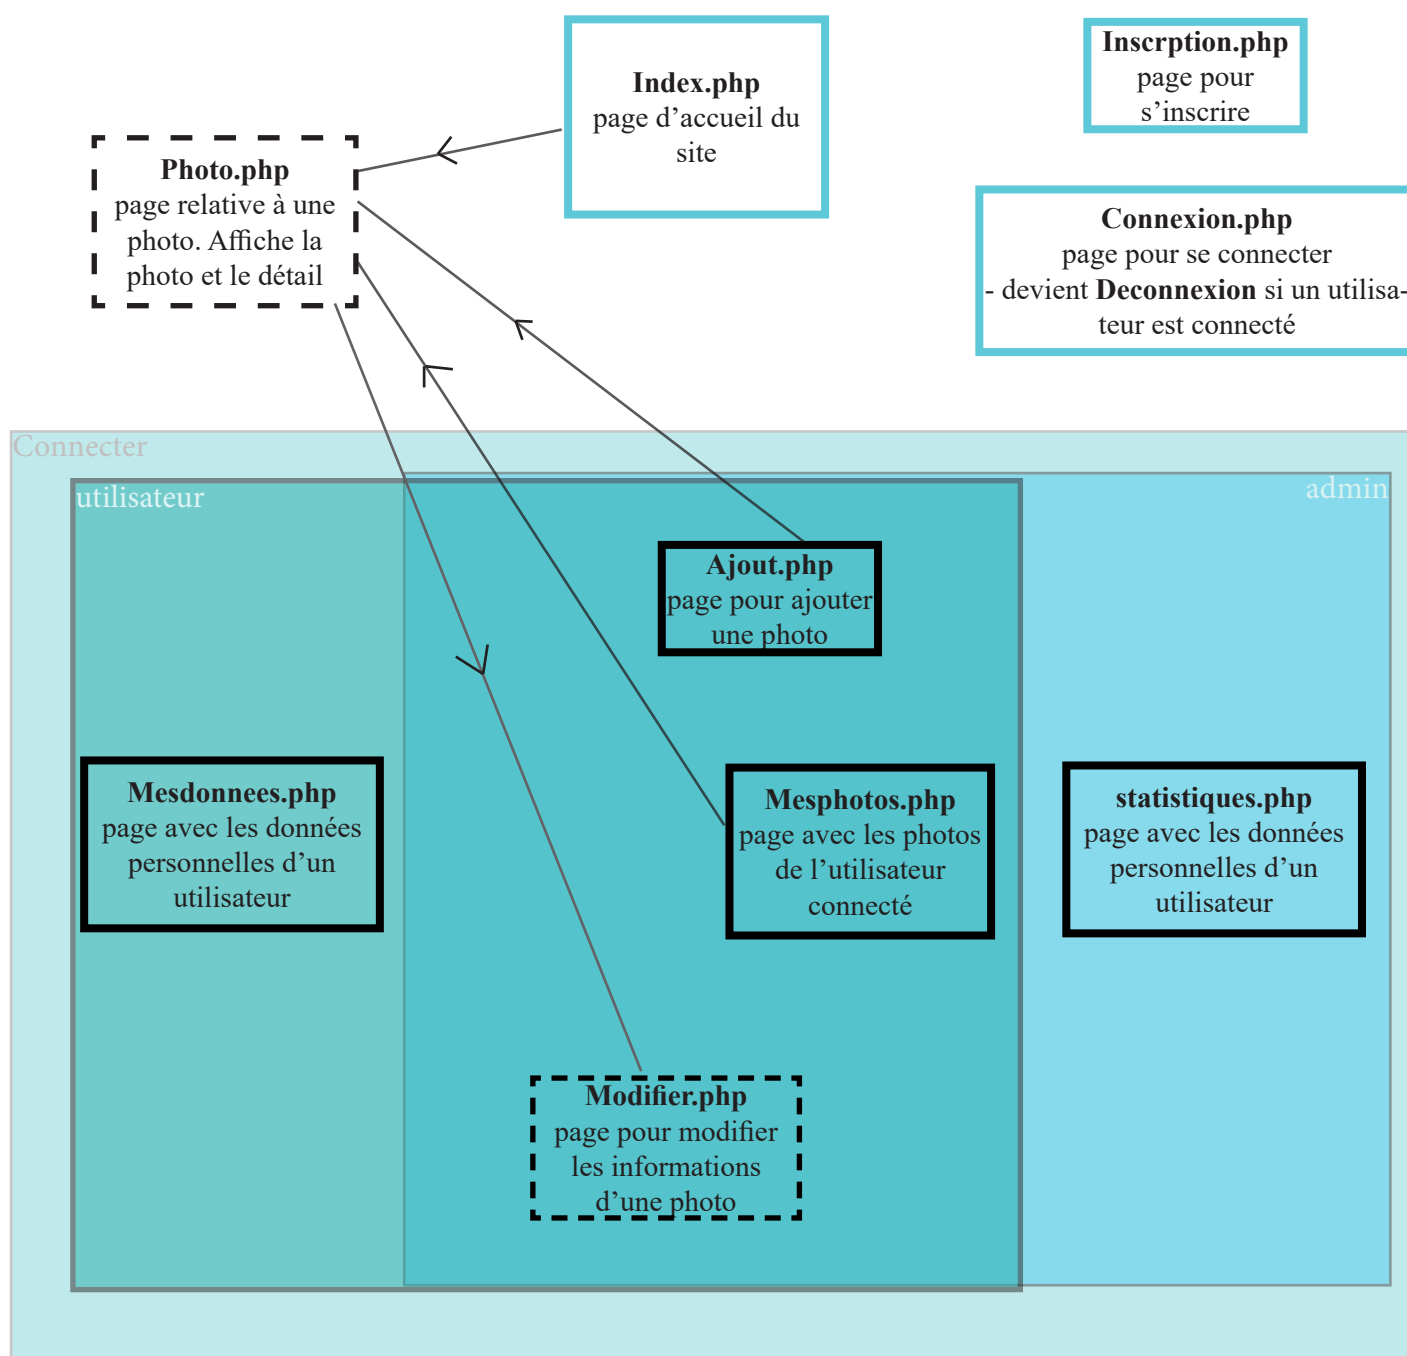 Index.php
page d’accueil du
site
Inscrption.php
page pour
s’inscrire
Photo.php
page relative à une
photo. Affiche la
photo et le détail
Connexion.php
page pour se connecter
- devient Deconnexion si un utilisa-
teur est connecté
Connecter
utilisateur
admin
Ajout.php
page pour ajouter
une photo
Mesdonnees.php
page avec les données
personnelles d’un
utilisateur
Mesphotos.php
page avec les photos
de l’utilisateur
connecté
statistiques.php
page avec les données
personnelles d’un
utilisateur
Modifier.php
page pour modifier
les informations
d’une photo